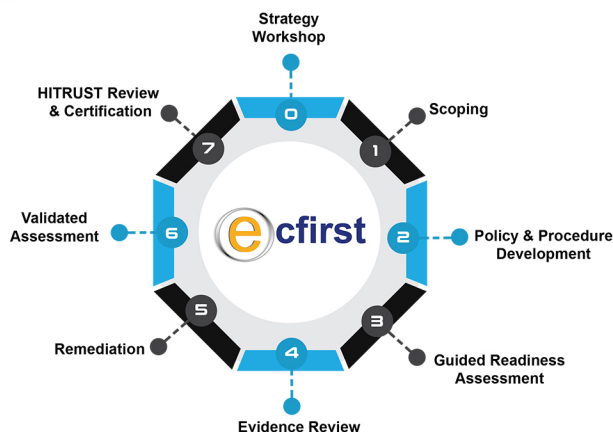 Strategy
Workshop
0
Scoping
1
Policy & Procedure
Development
2
Guided Readiness
Assessment
3
Evidence Review
4
Remediation
5
Validated
Assessment
6
HITRUST Review
& Certification
7
ecfirst